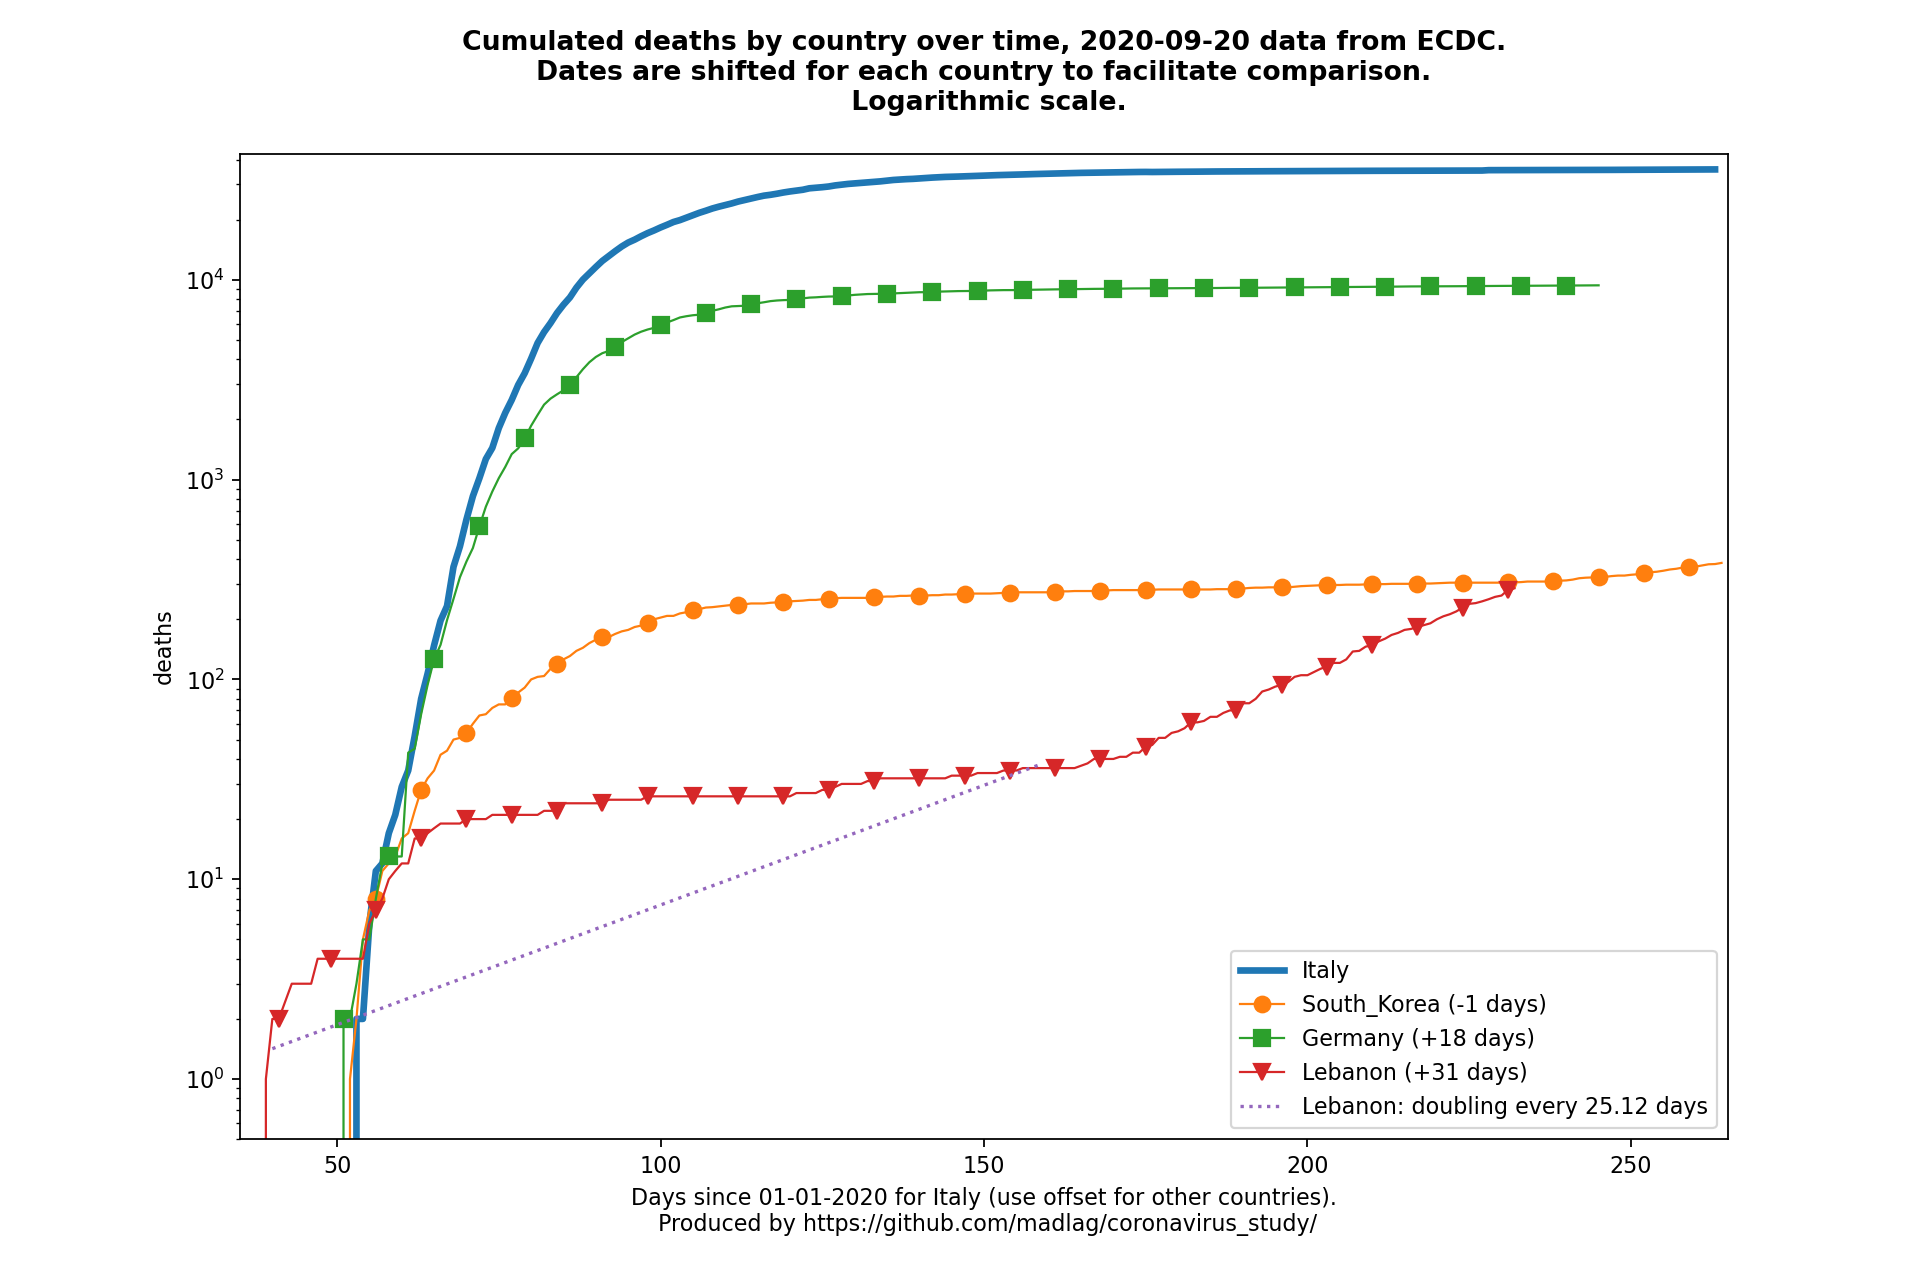 Cumulated deaths by country over time, 2020-09-20 data from ECDC.
Dates are shifted for each country to facilitate comparison.
Logarithmic scale.
deaths
10^4
10^3
10^2
10^1
10^0
Italy
South_Korea (-1 days)
Germany (+18 days)
Lebanon (+31 days)
Lebanon: doubling every 25.12 days
50 100 150 200 250
Days since 01-01-2020 for Italy (use offset for other countries).
Produced by https://github.com/madlag/coronavirus_study/